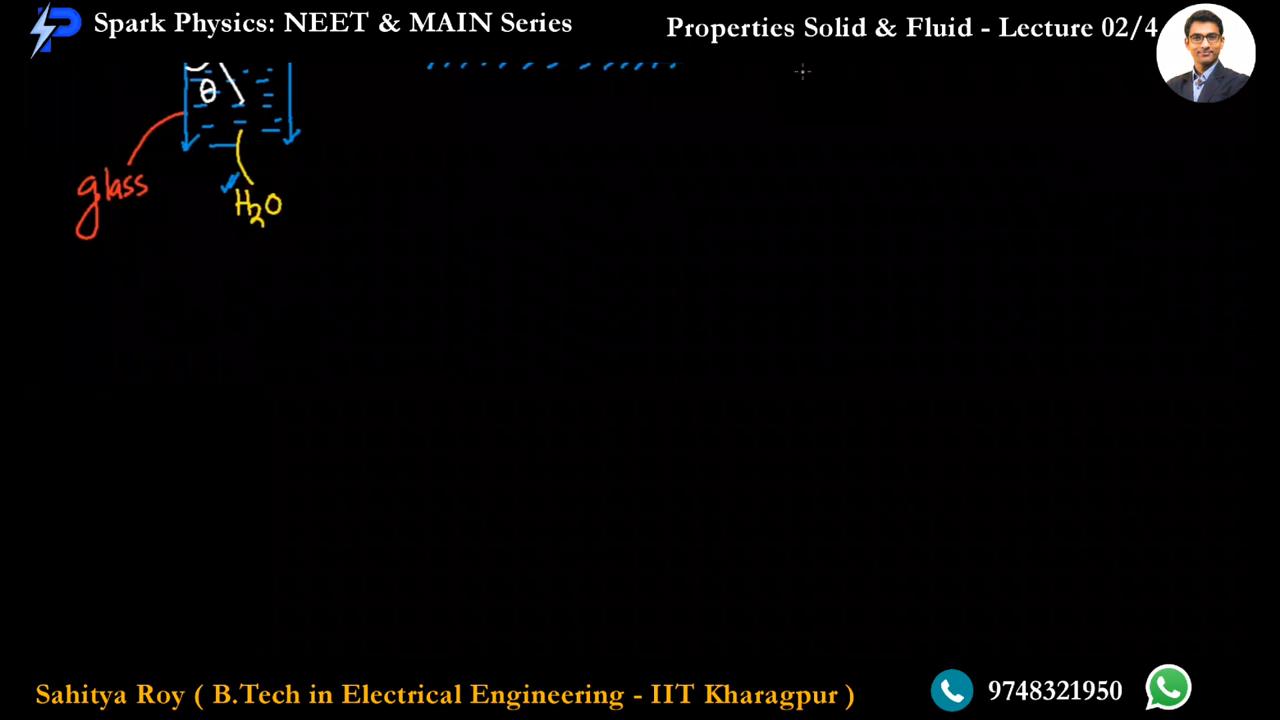 Spark Physics: NEET & MAIN Series
Properties Solid & Fluid - Lecture 02/4
θ
glass
H₂O
Sahitya Roy ( B.Tech in Electrical Engineering - IIT Kharagpur )
9748321950